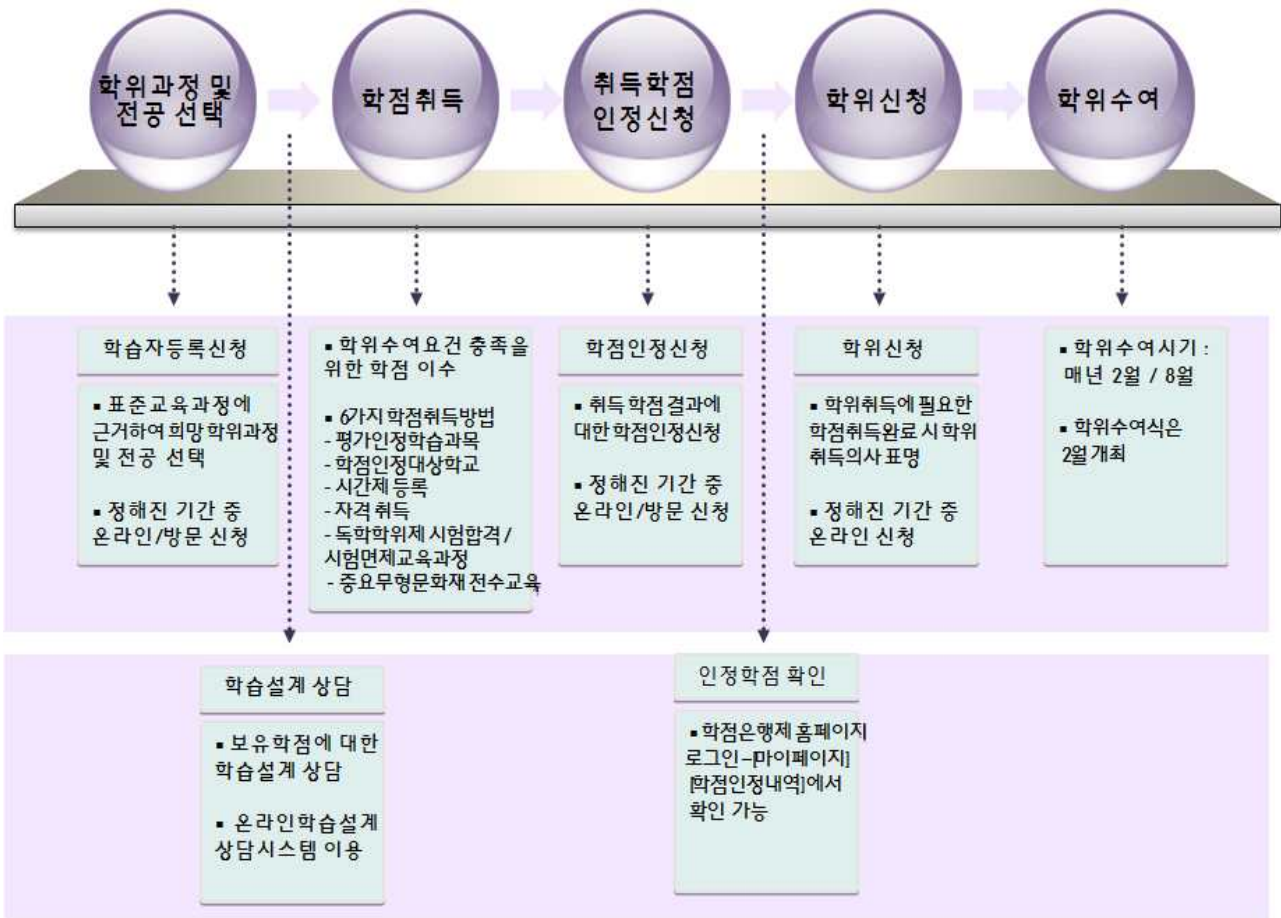 학위과정 및
전공 선택
학점취득
취득학점
인정신청
학위신청
학위수여
학습자등록신청
▪ 표준교육과정에
근거하여 희망 학위과정
및 전공 선택
▪ 정해진 기간 중
온라인/방문 신청
▪ 학위수여요건 충족을
위한 학점 이수
▪ 6가지 학점취득방법
- 평가인정학습과목
- 학점인정대상학교
- 시간제 등록
- 자격 취득
- 독학학위제 시험합격 /
시험면제교육과정
- 중요무형문화재 전수교육
학점인정신청
▪ 취득 학점 결과에
대한 학점인정신청
▪ 정해진 기간 중
온라인/방문 신청
학위신청
▪ 학위취득에 필요한
학점취득완료 시 학위
취득의사 표명
▪ 정해진 기간 중
온라인 신청
▪ 학위수여시기 :
매년 2월 / 8월
▪ 학위수여식은
2월 개최
학습설계 상담
▪ 보유학점에 대한
학습설계 상담
▪ 온라인학습설계
상담시스템 이용
인정학점 확인
▪ 학점은행제 홈페이지
로그인–[마이페이지]
[학점인정내역]에서
확인 가능